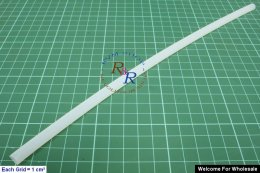 R&R
Each Grid = 1 cm²
Welcome For Wholesale